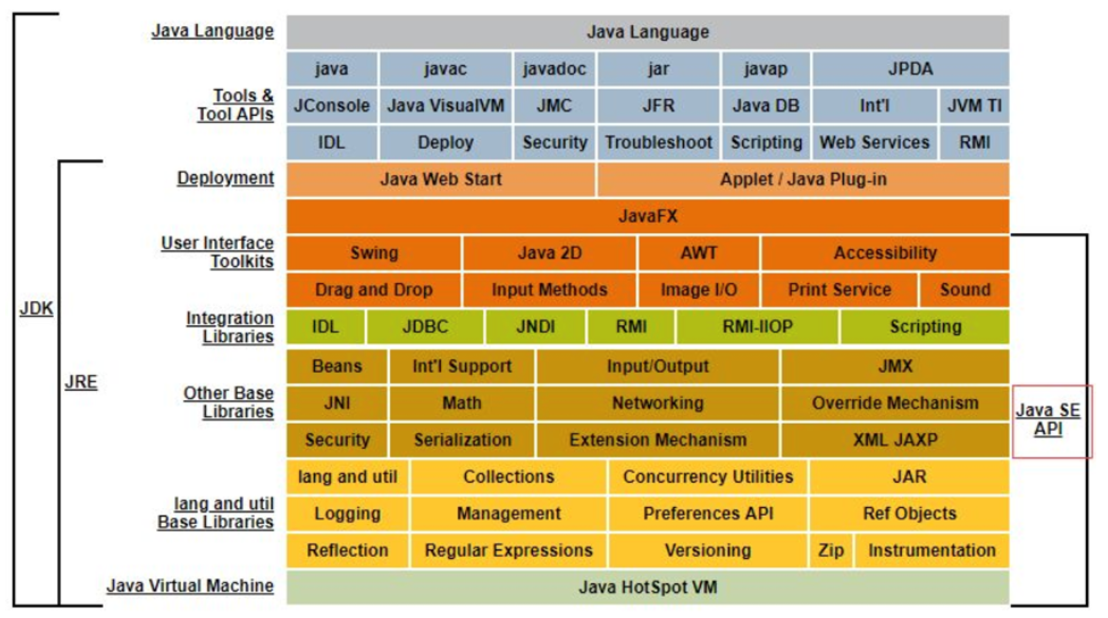 Java Language Java Language
java javac javadoc jar javap JPDA
Tools &
Tool APIs
JConsole Java VisualVM JMC JFR Java DB Int'l JVM TI
IDL Deploy Security Troubleshoot Scripting Web Services RMI
Deployment Java Web Start Applet / Java Plug-in
JavaFX
User Interface
Toolkits
Swing Java 2D AWT Accessibility
Drag and Drop Input Methods Image I/O Print Service Sound
JDK
Integration
Libraries
IDL JDBC JNDI RMI RMI-IIOP Scripting
JRE
Beans Int'l Support Input/Output JMX
Other Base
Libraries
JNI Math Networking Override Mechanism
Java SE
API
Security Serialization Extension Mechanism XML JAXP
lang and util Collections Concurrency Utilities JAR
lang and util
Base Libraries
Logging Management Preferences API Ref Objects
Reflection Regular Expressions Versioning Zip Instrumentation
Java Virtual Machine Java HotSpot VM